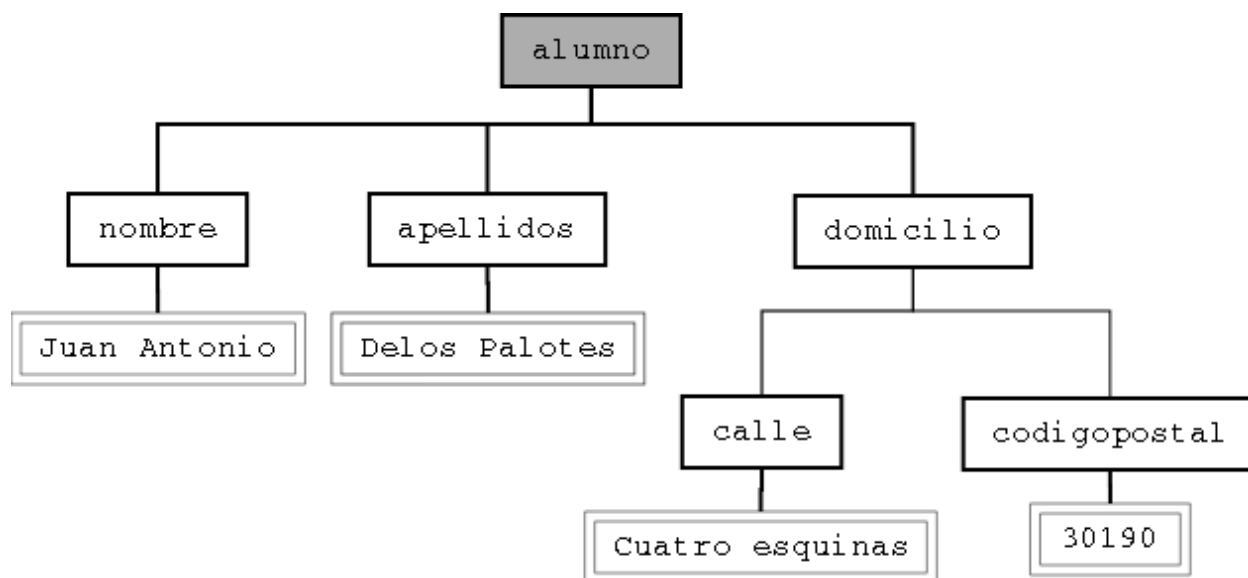 alumno
nombre
apellidos
domicilio
Juan Antonio
Delos Palotes
calle
codigopostal
Cuatro esquinas
30190